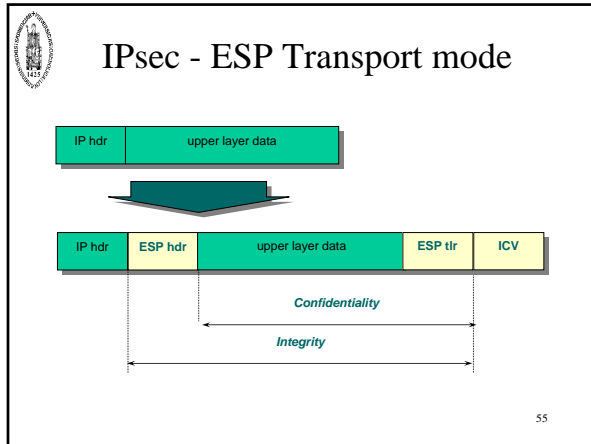 IPsec - ESP Transport mode
IP hdr
upper layer data
IP hdr
ESP hdr
upper layer data
ESP tlr
ICV
Confidentiality
Integrity
1425
55